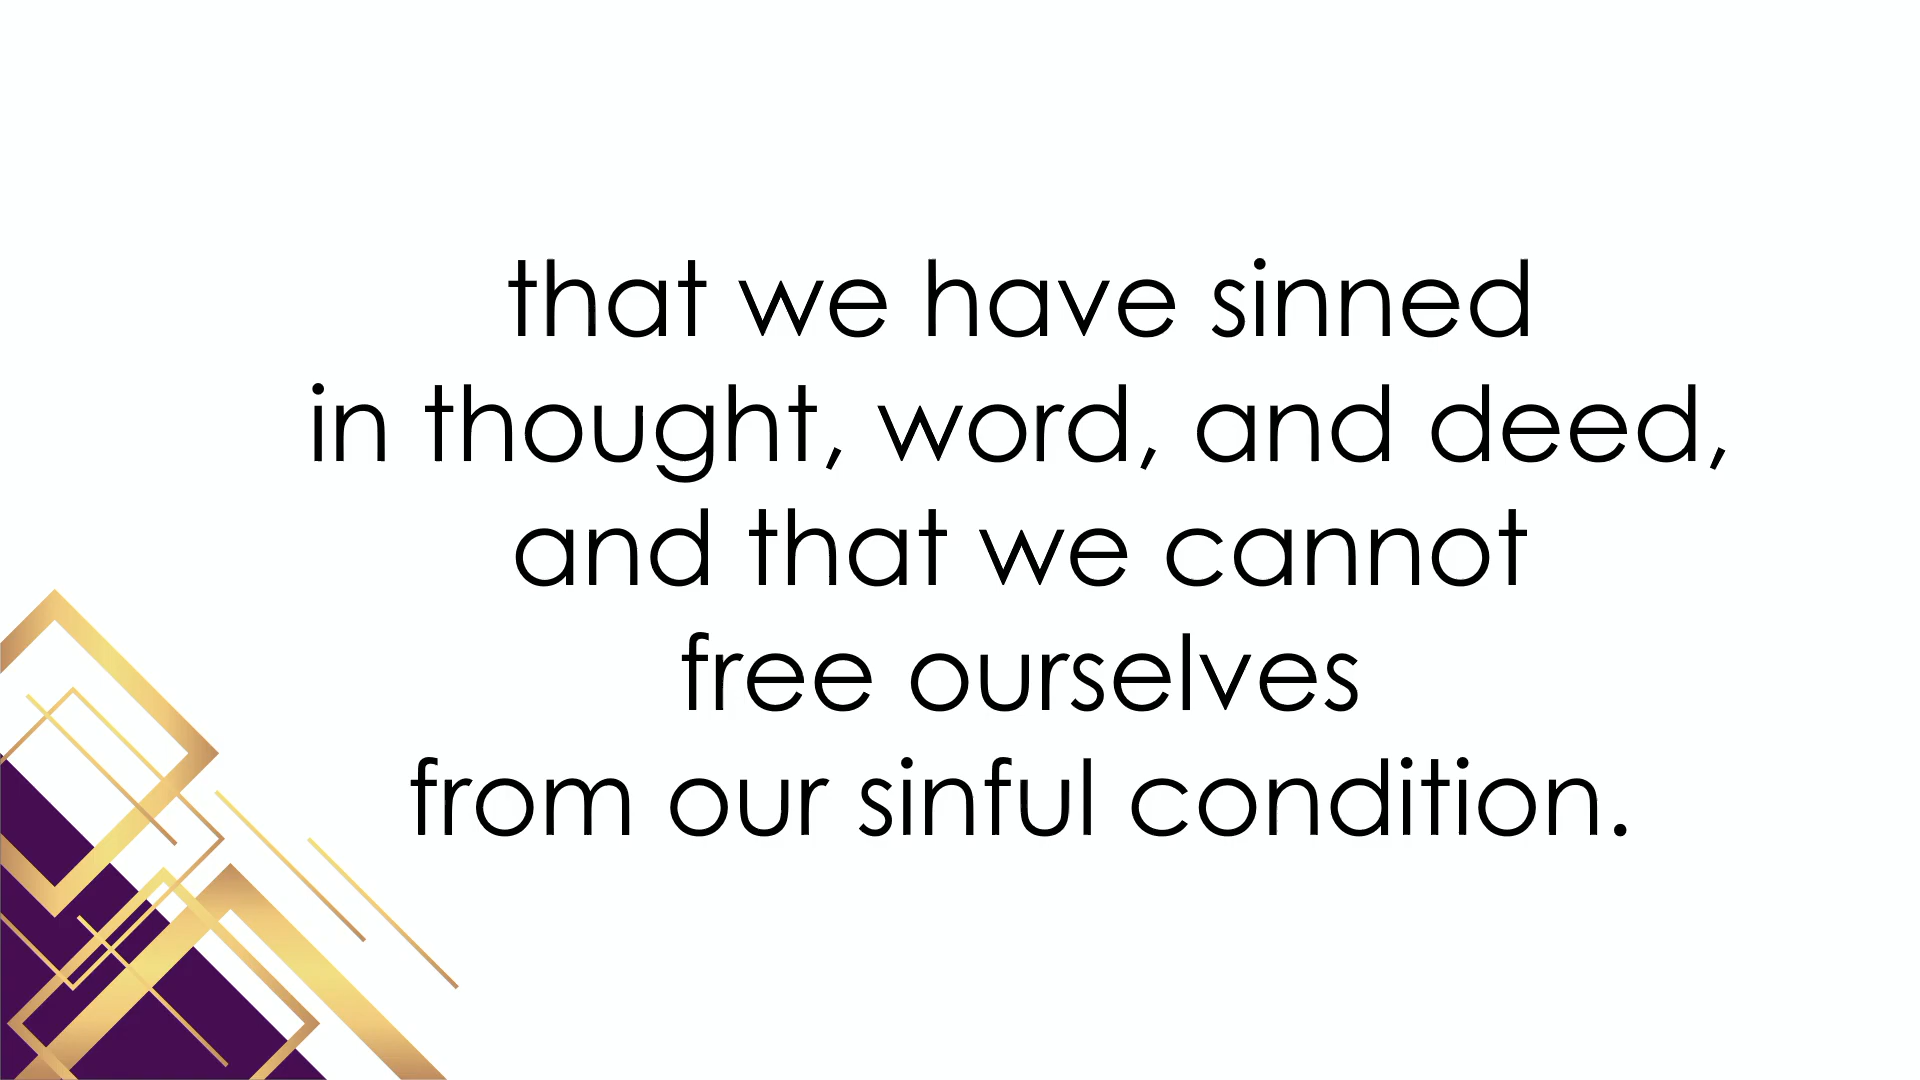 that we have sinned
in thought, word, and deed,
and that we cannot
free ourselves
from our sinful condition.